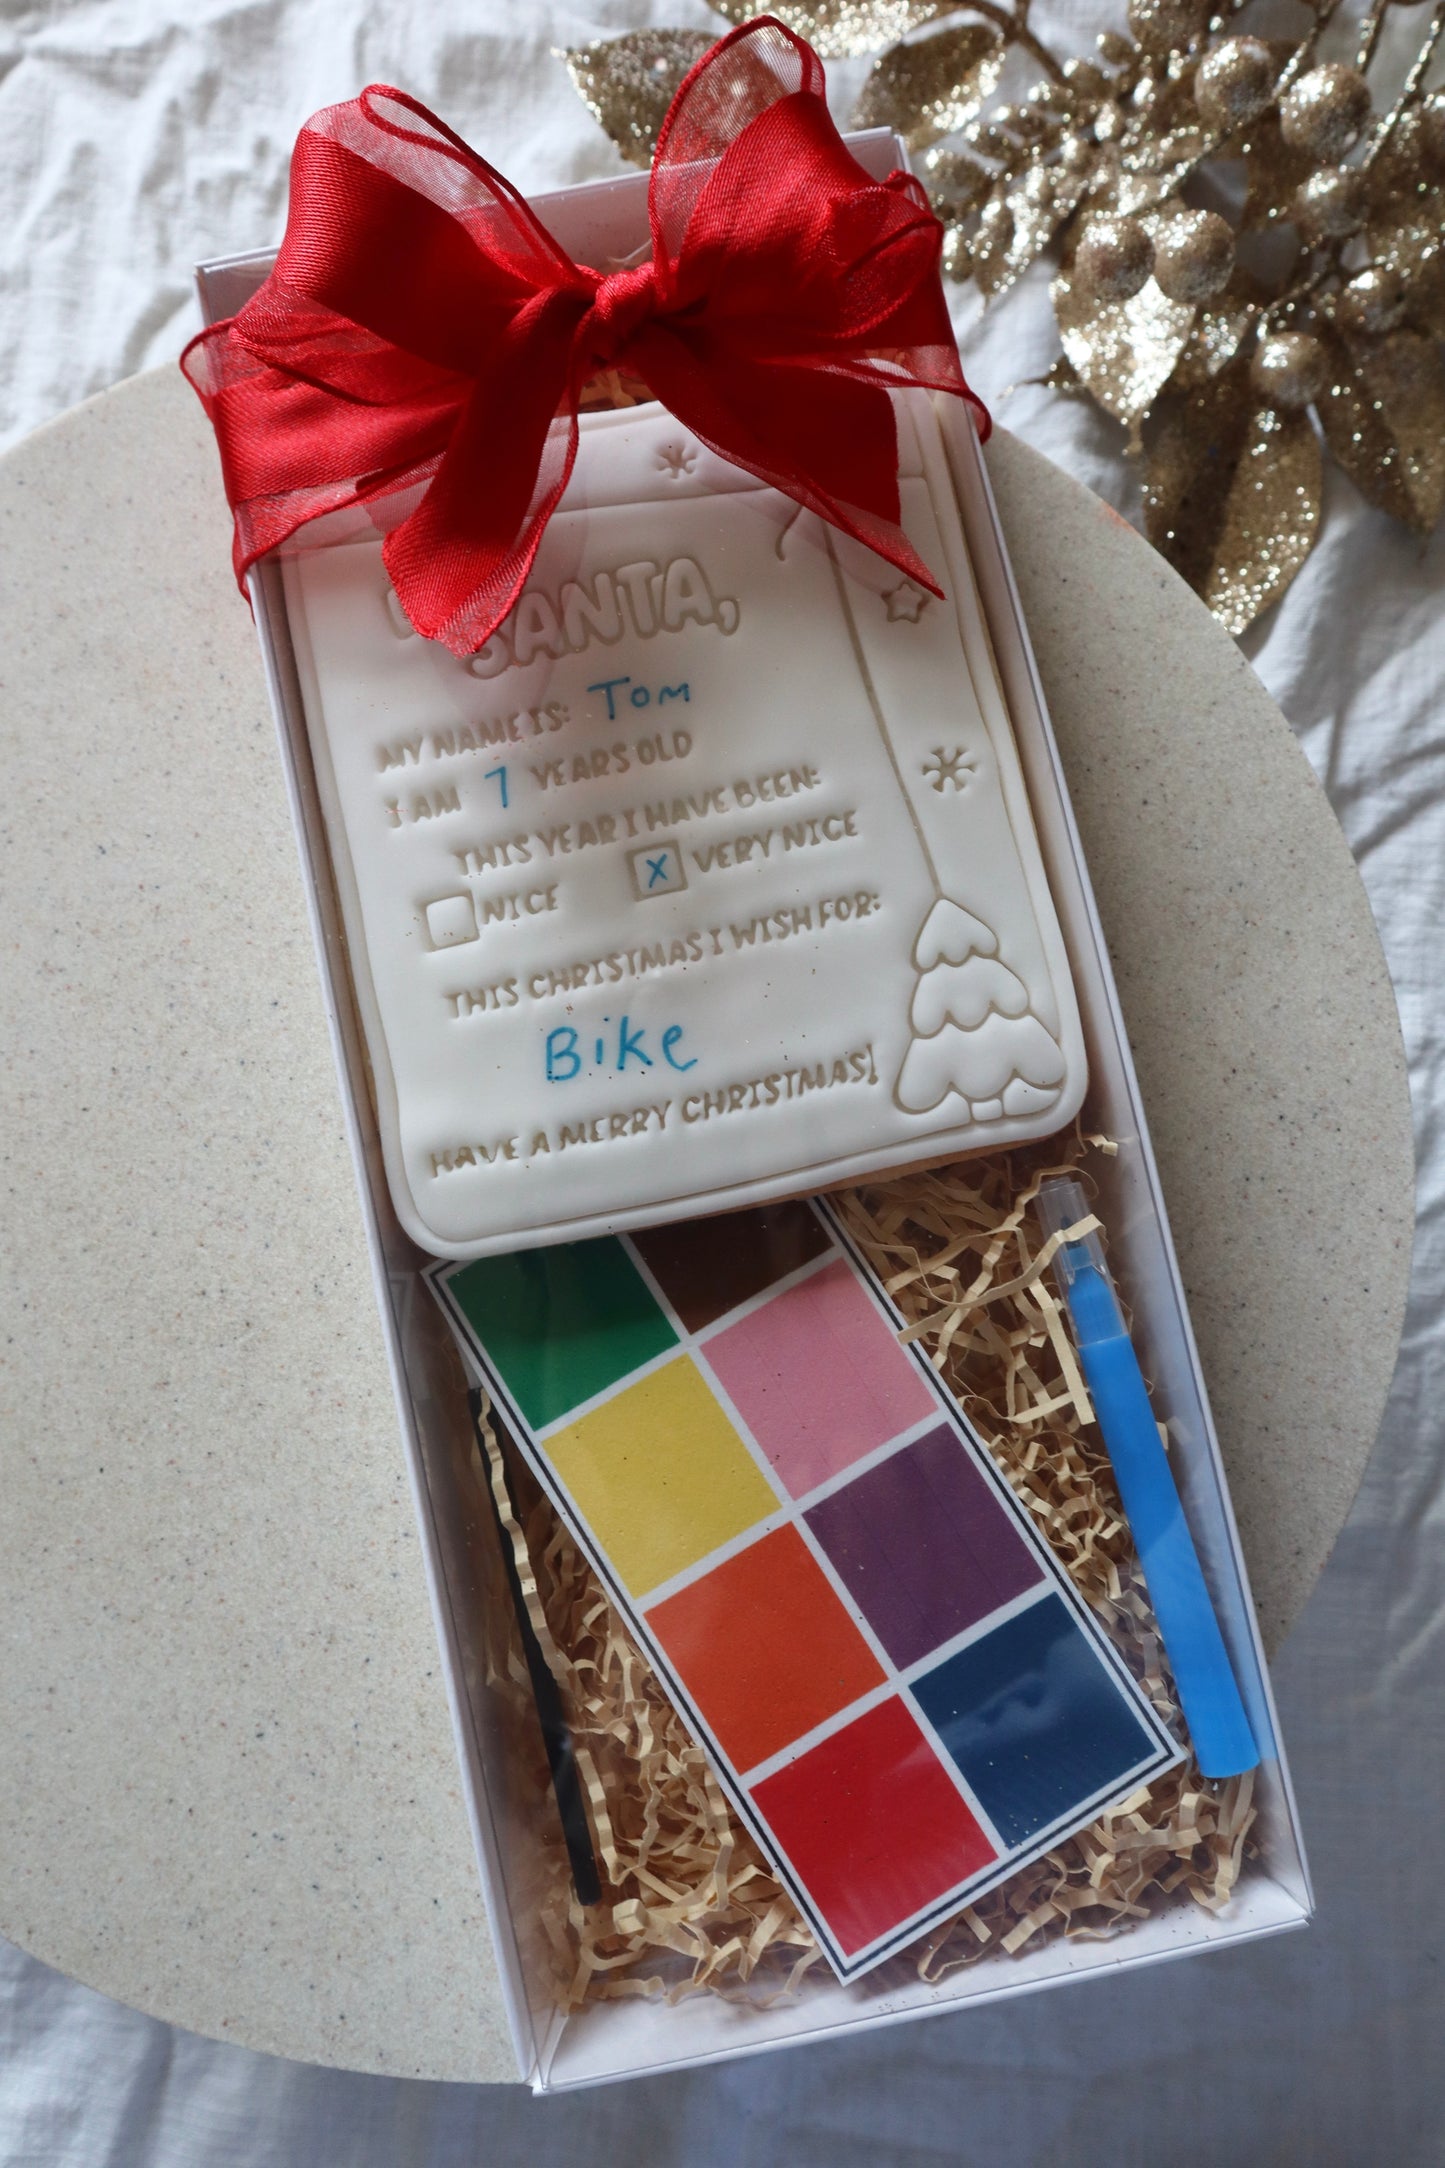 SANTA,
MY NAME IS: Tom
I AM 7 YEARS OLD
THIS YEAR I HAVE BEEN:
NICE X VERY NICE
THIS CHRISTMAS I WISH FOR:
Bike
HAVE A MERRY CHRISTMAS!